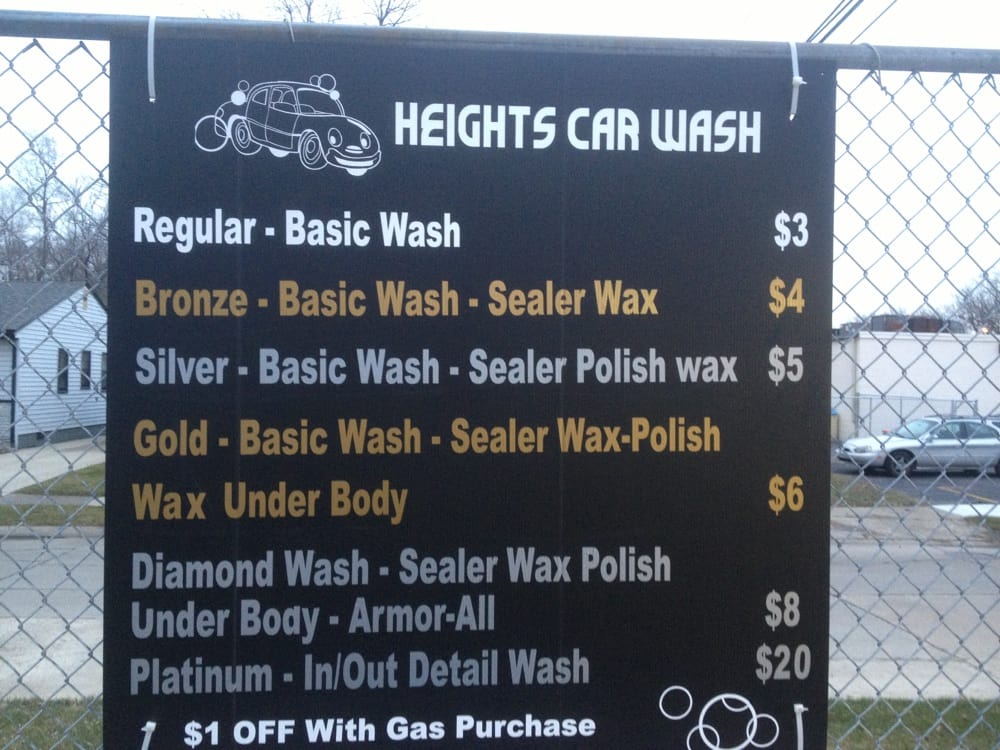 HEIGHTS CAR WASH
Regular - Basic Wash $3
Bronze - Basic Wash - Sealer Wax $4
Silver - Basic Wash - Sealer Polish wax $5
Gold - Basic Wash - Sealer Wax-Polish
Wax Under Body $6
Diamond Wash - Sealer Wax Polish
Under Body - Armor-All $8
Platinum - In/Out Detail Wash $20
$1 OFF With Gas Purchase